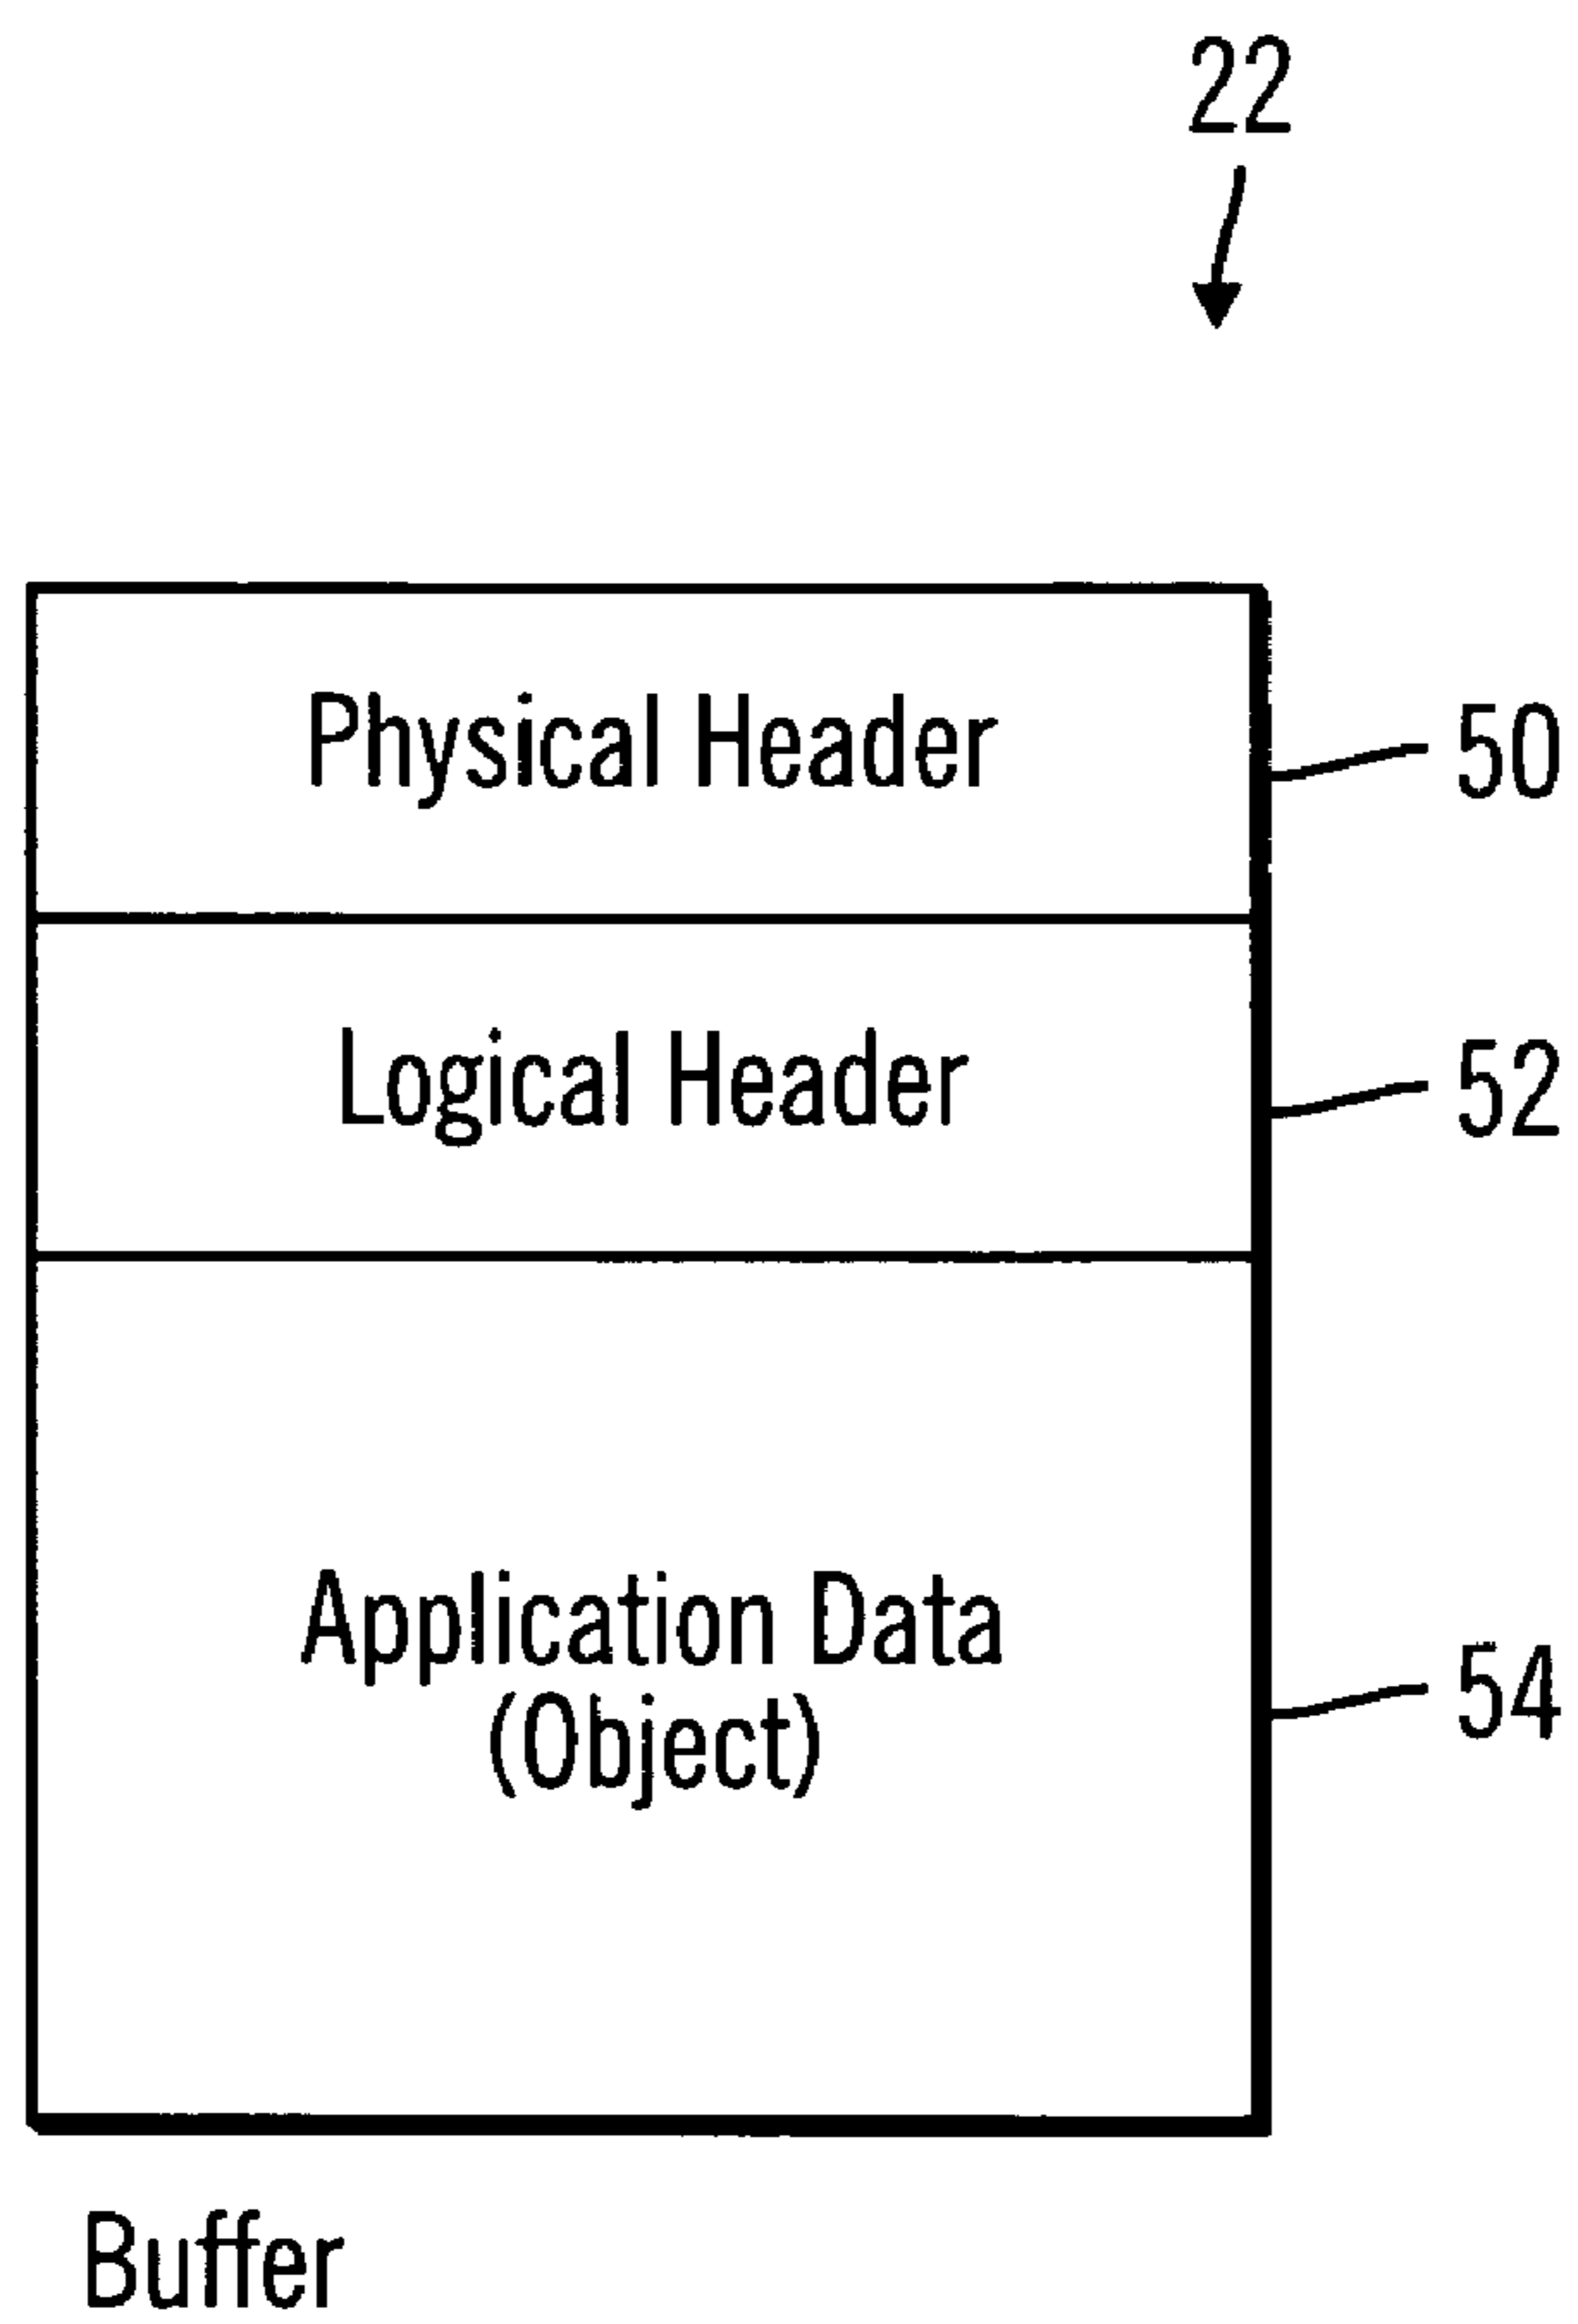 22
Physical Header
50
Logical Header
52
Application Data
(Object)
54
Buffer